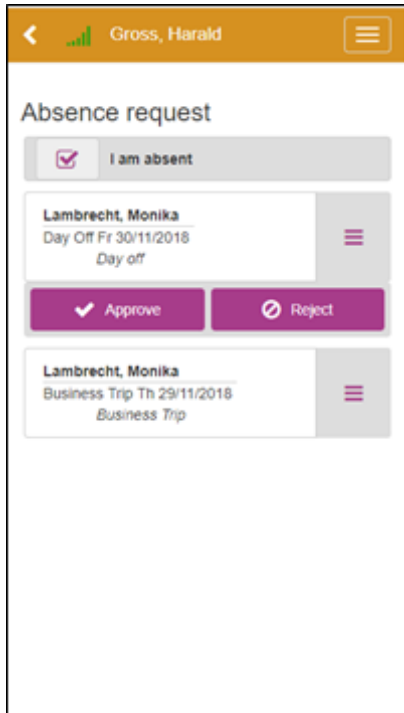 Gross, Harald
Absence request
I am absent
Lambrecht, Monika
Day Off Fr 30/11/2018
Day off
Approve
Reject
Lambrecht, Monika
Business Trip Th 29/11/2018
Business Trip